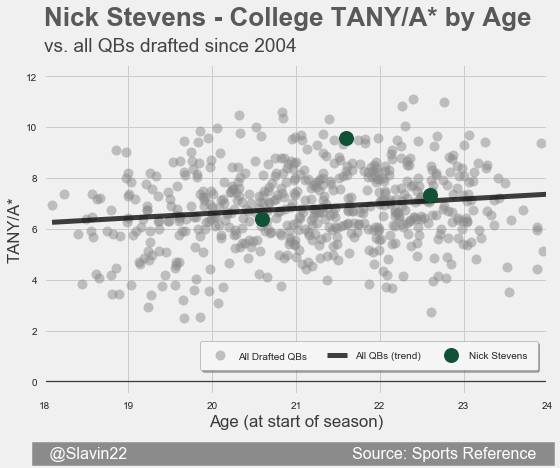 Nick Stevens - College TANY/A* by Age
vs. all QBs drafted since 2004
12
10
8
6
4
2
0
TANY/A*
All Drafted QBs
All QBs (trend)
Nick Stevens
18 19 20 21 22 23 24
Age (at start of season)
@Slavin22
Source: Sports Reference